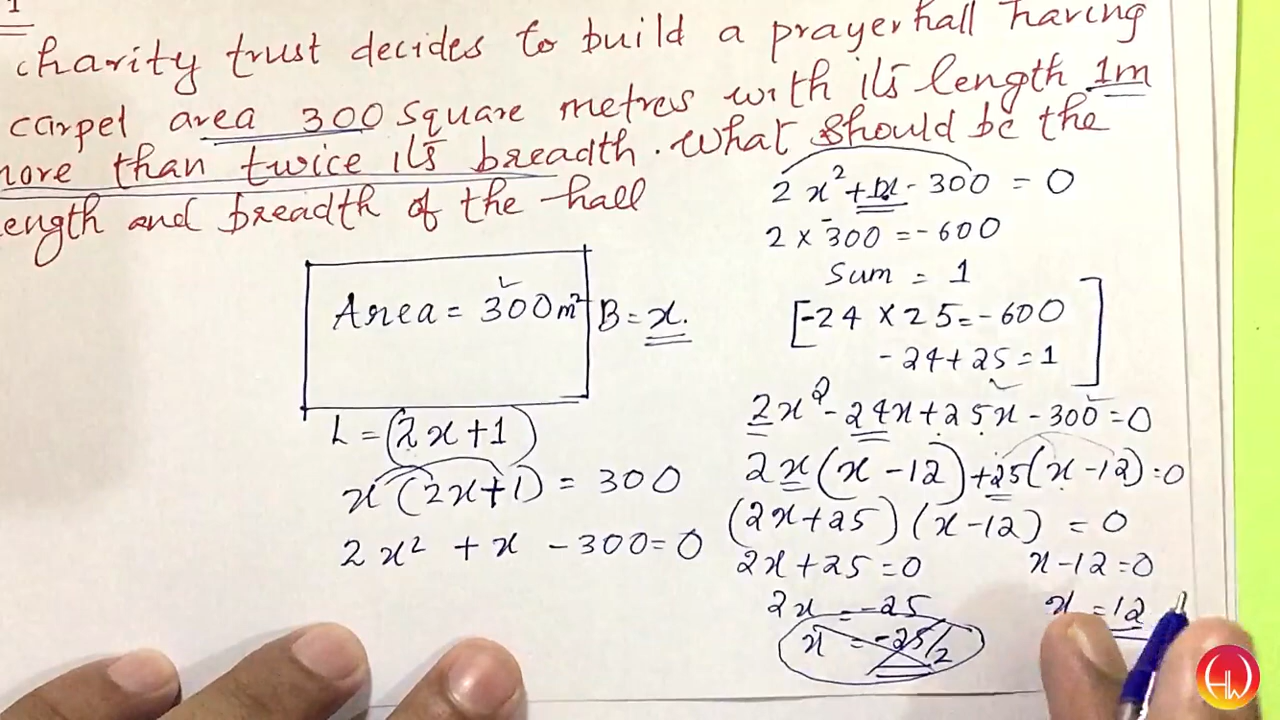 1
charity trust decides to build a prayerhall having
carpet area 300 Square metres with its length 1m
more than twice its breadth. What should be the
length and breadth of the hall
Area = 300m²
B = x.
L = (2x+1)
x (2x+1) = 300
2x² + x - 300=0
2x² + 1x - 300 = 0
2 × -300 = -600
Sum = 1
[-24 × 25 = -600
-24+25 = 1]
2x² - 24x + 25x - 300 = 0
2x(x - 12) + 25(x - 12) = 0
(2x+25) (x-12) = 0
2x+25 = 0
2x = -25
x = -25/2
x-12 = 0
x = 12
HW